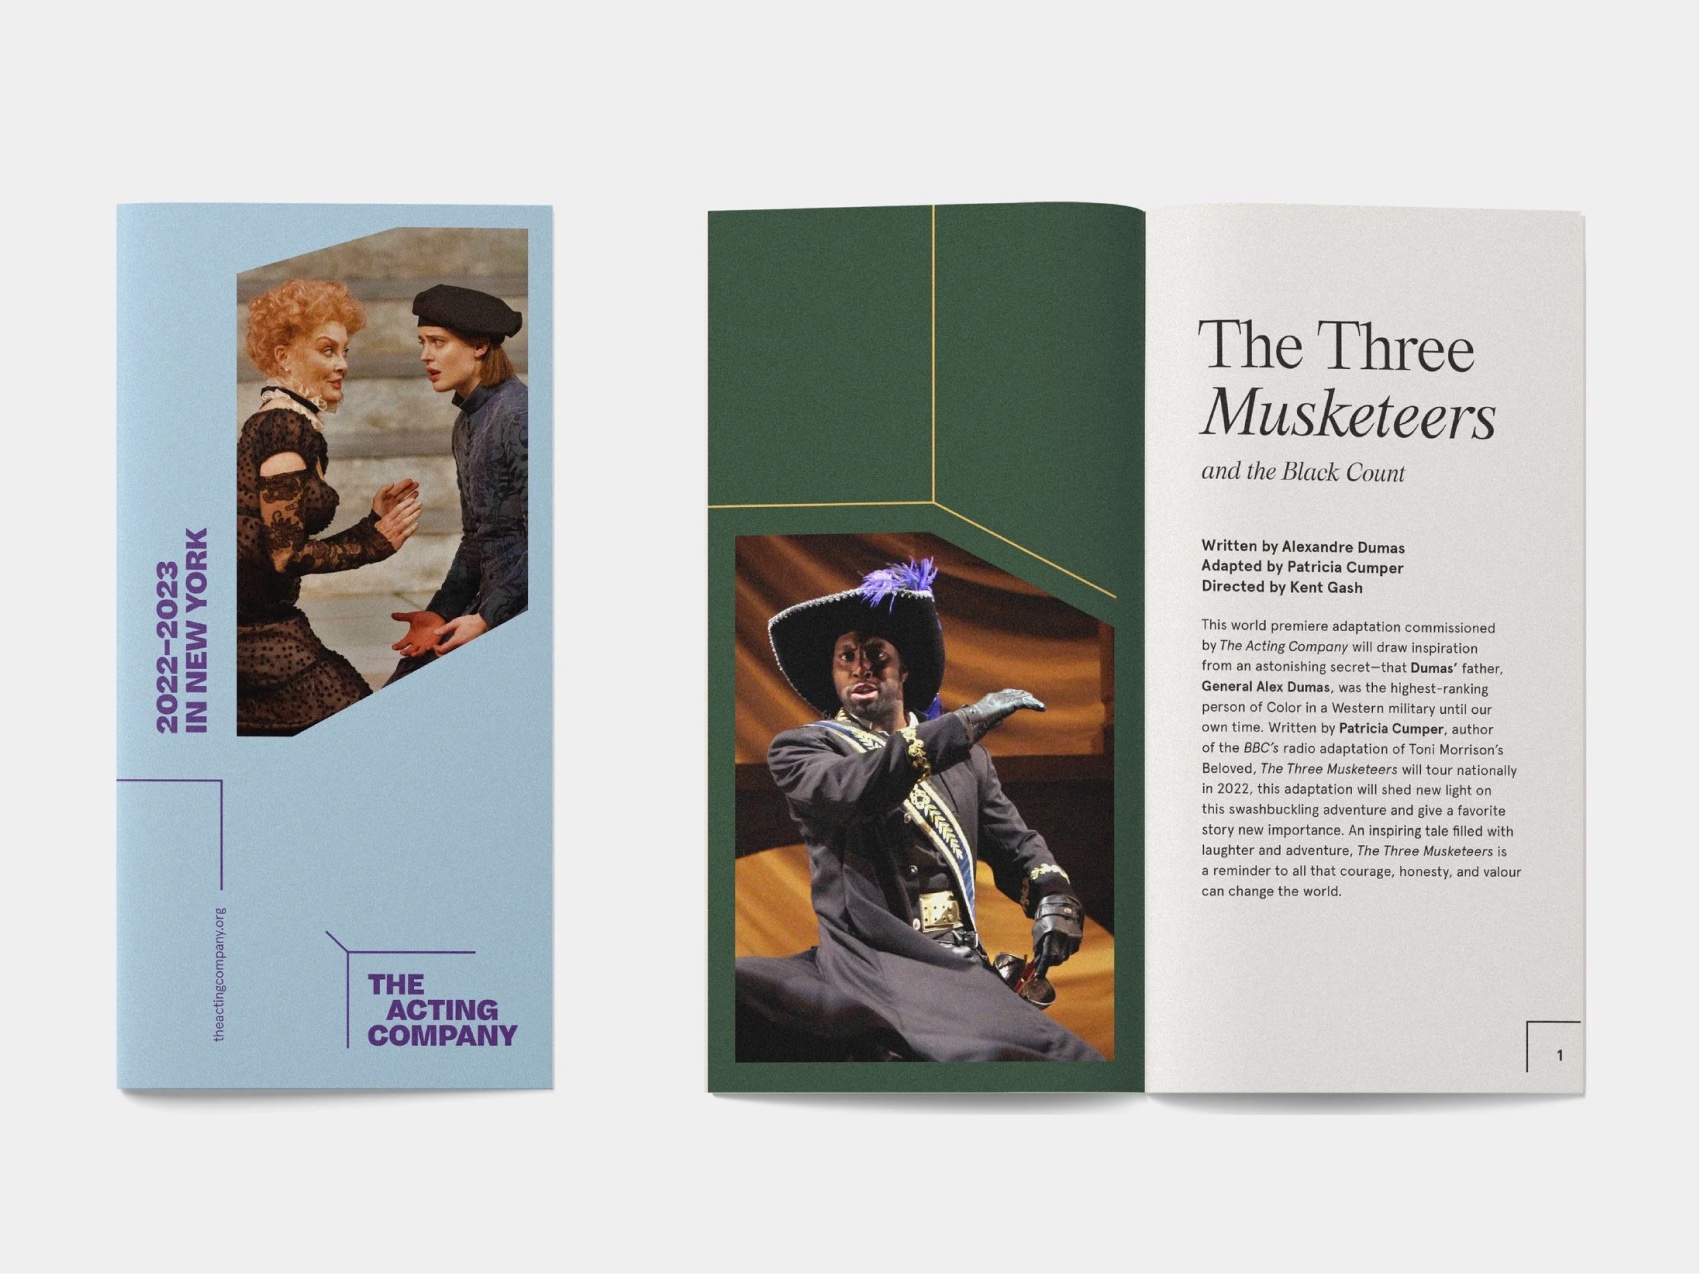 2022–2023
IN NEW YORK
theactingcompany.org
THE
ACTING
COMPANY
The Three
Musketeers
and the Black Count
Written by Alexandre Dumas
Adapted by Patricia Cumper
Directed by Kent Gash
This world premiere adaptation commissioned
by The Acting Company will draw inspiration
from an astonishing secret—that Dumas’ father,
General Alex Dumas, was the highest-ranking
person of Color in a Western military until our
own time. Written by Patricia Cumper, author
of the BBC’s radio adaptation of Toni Morrison’s
Beloved, The Three Musketeers will tour nationally
in 2022, this adaptation will shed new light on
this swashbuckling adventure and give a favorite
story new importance. An inspiring tale filled with
laughter and adventure, The Three Musketeers is
a reminder to all that courage, honesty, and valour
can change the world.
1